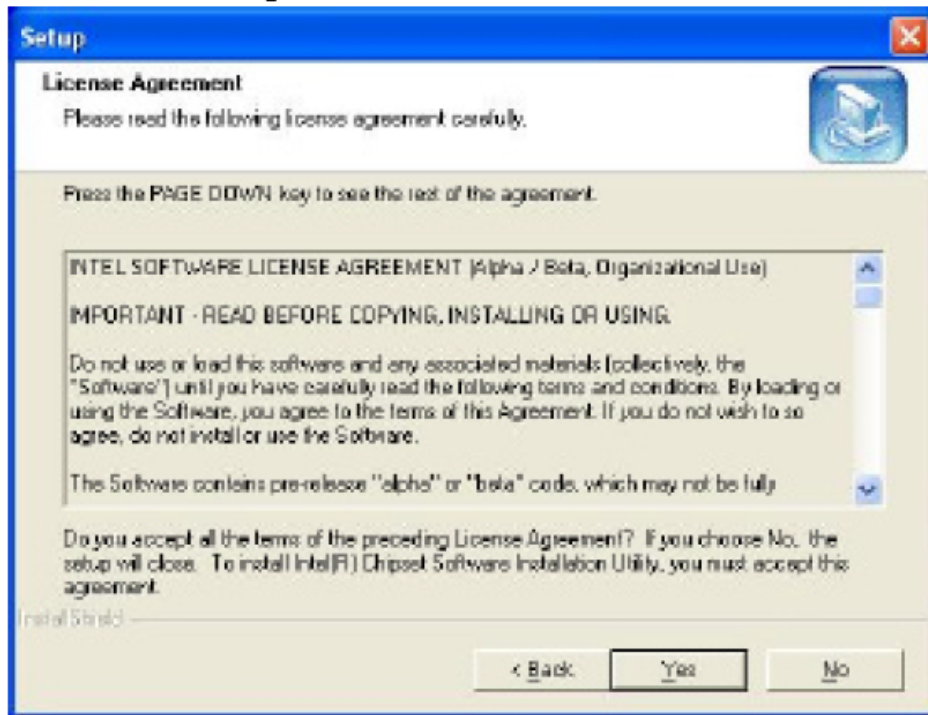 Setup
License Agreement
Please read the following license agreement carefully.
Press the PAGE DOWN key to see the rest of the agreement.
INTEL SOFTWARE LICENSE AGREEMENT (Alpha / Beta, Organizational Use)
IMPORTANT - READ BEFORE COPYING, INSTALLING OR USING.
Do not use or load this software and any associated materials (collectively, the
"Software") until you have carefully read the following terms and conditions. By loading or
using the Software, you agree to the terms of this Agreement. If you do not wish to so
agree, do not install or use the Software.
The Software contains pre-release "alpha" or "beta" code, which may not be fully
Do you accept all the terms of the preceding License Agreement? If you choose No, the
setup will close. To install Intel(R) Chipset Software Installation Utility, you must accept this
agreement.
InstallShield
< Back
Yes
No